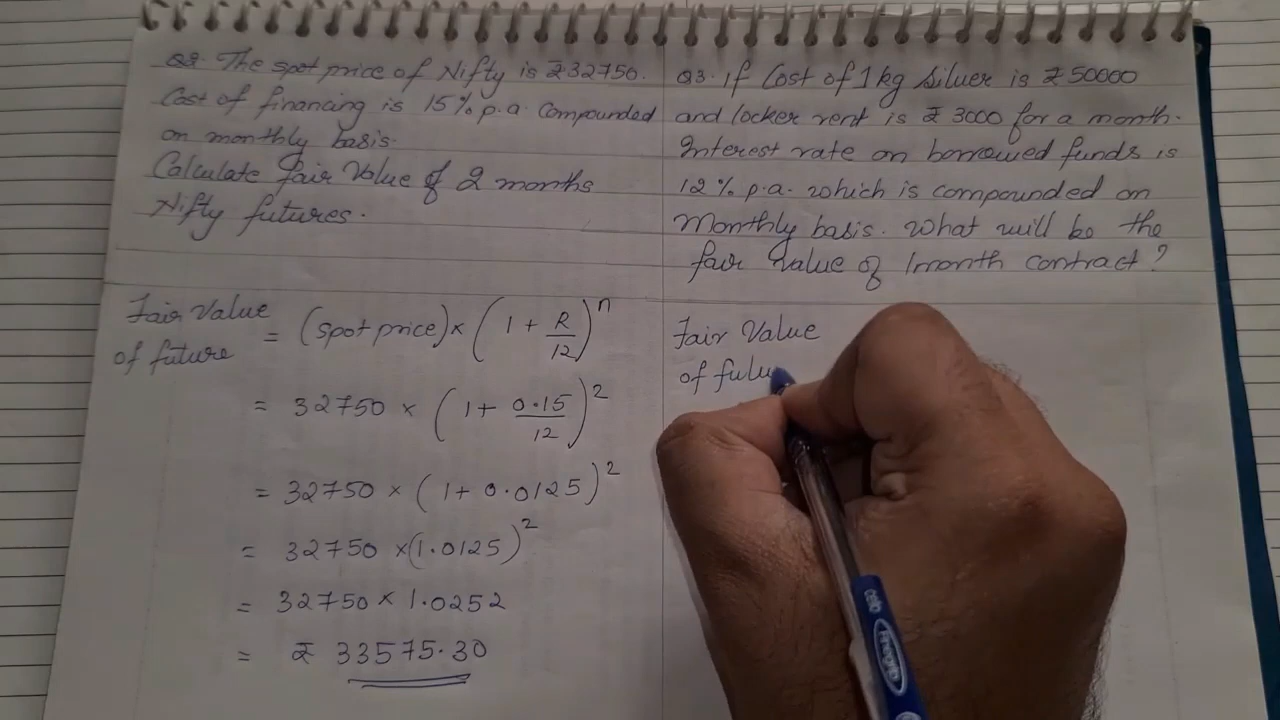 Q2. The spot price of Nifty is ₹32750.
Cost of financing is 15% p.a. compounded
on monthly basis.
Calculate Fair Value of 2 months
Nifty futures.
Fair Value
of future
= (spot price) × (1 + R/12)^n
= 32750 × (1 + 0.15/12)^2
= 32750 × (1 + 0.0125)^2
= 32750 × (1.0125)^2
= 32750 × 1.0252
= ₹ 33575.30
Q3. If Cost of 1 kg Silver is ₹50000
and locker rent is ₹ 3000 for a month.
Interest rate on borrowed funds is
12% p.a. which is compounded on
Monthly basis. What will be the
fair value of 1 month contract?
Fair Value
of futu
cello
Finegrip